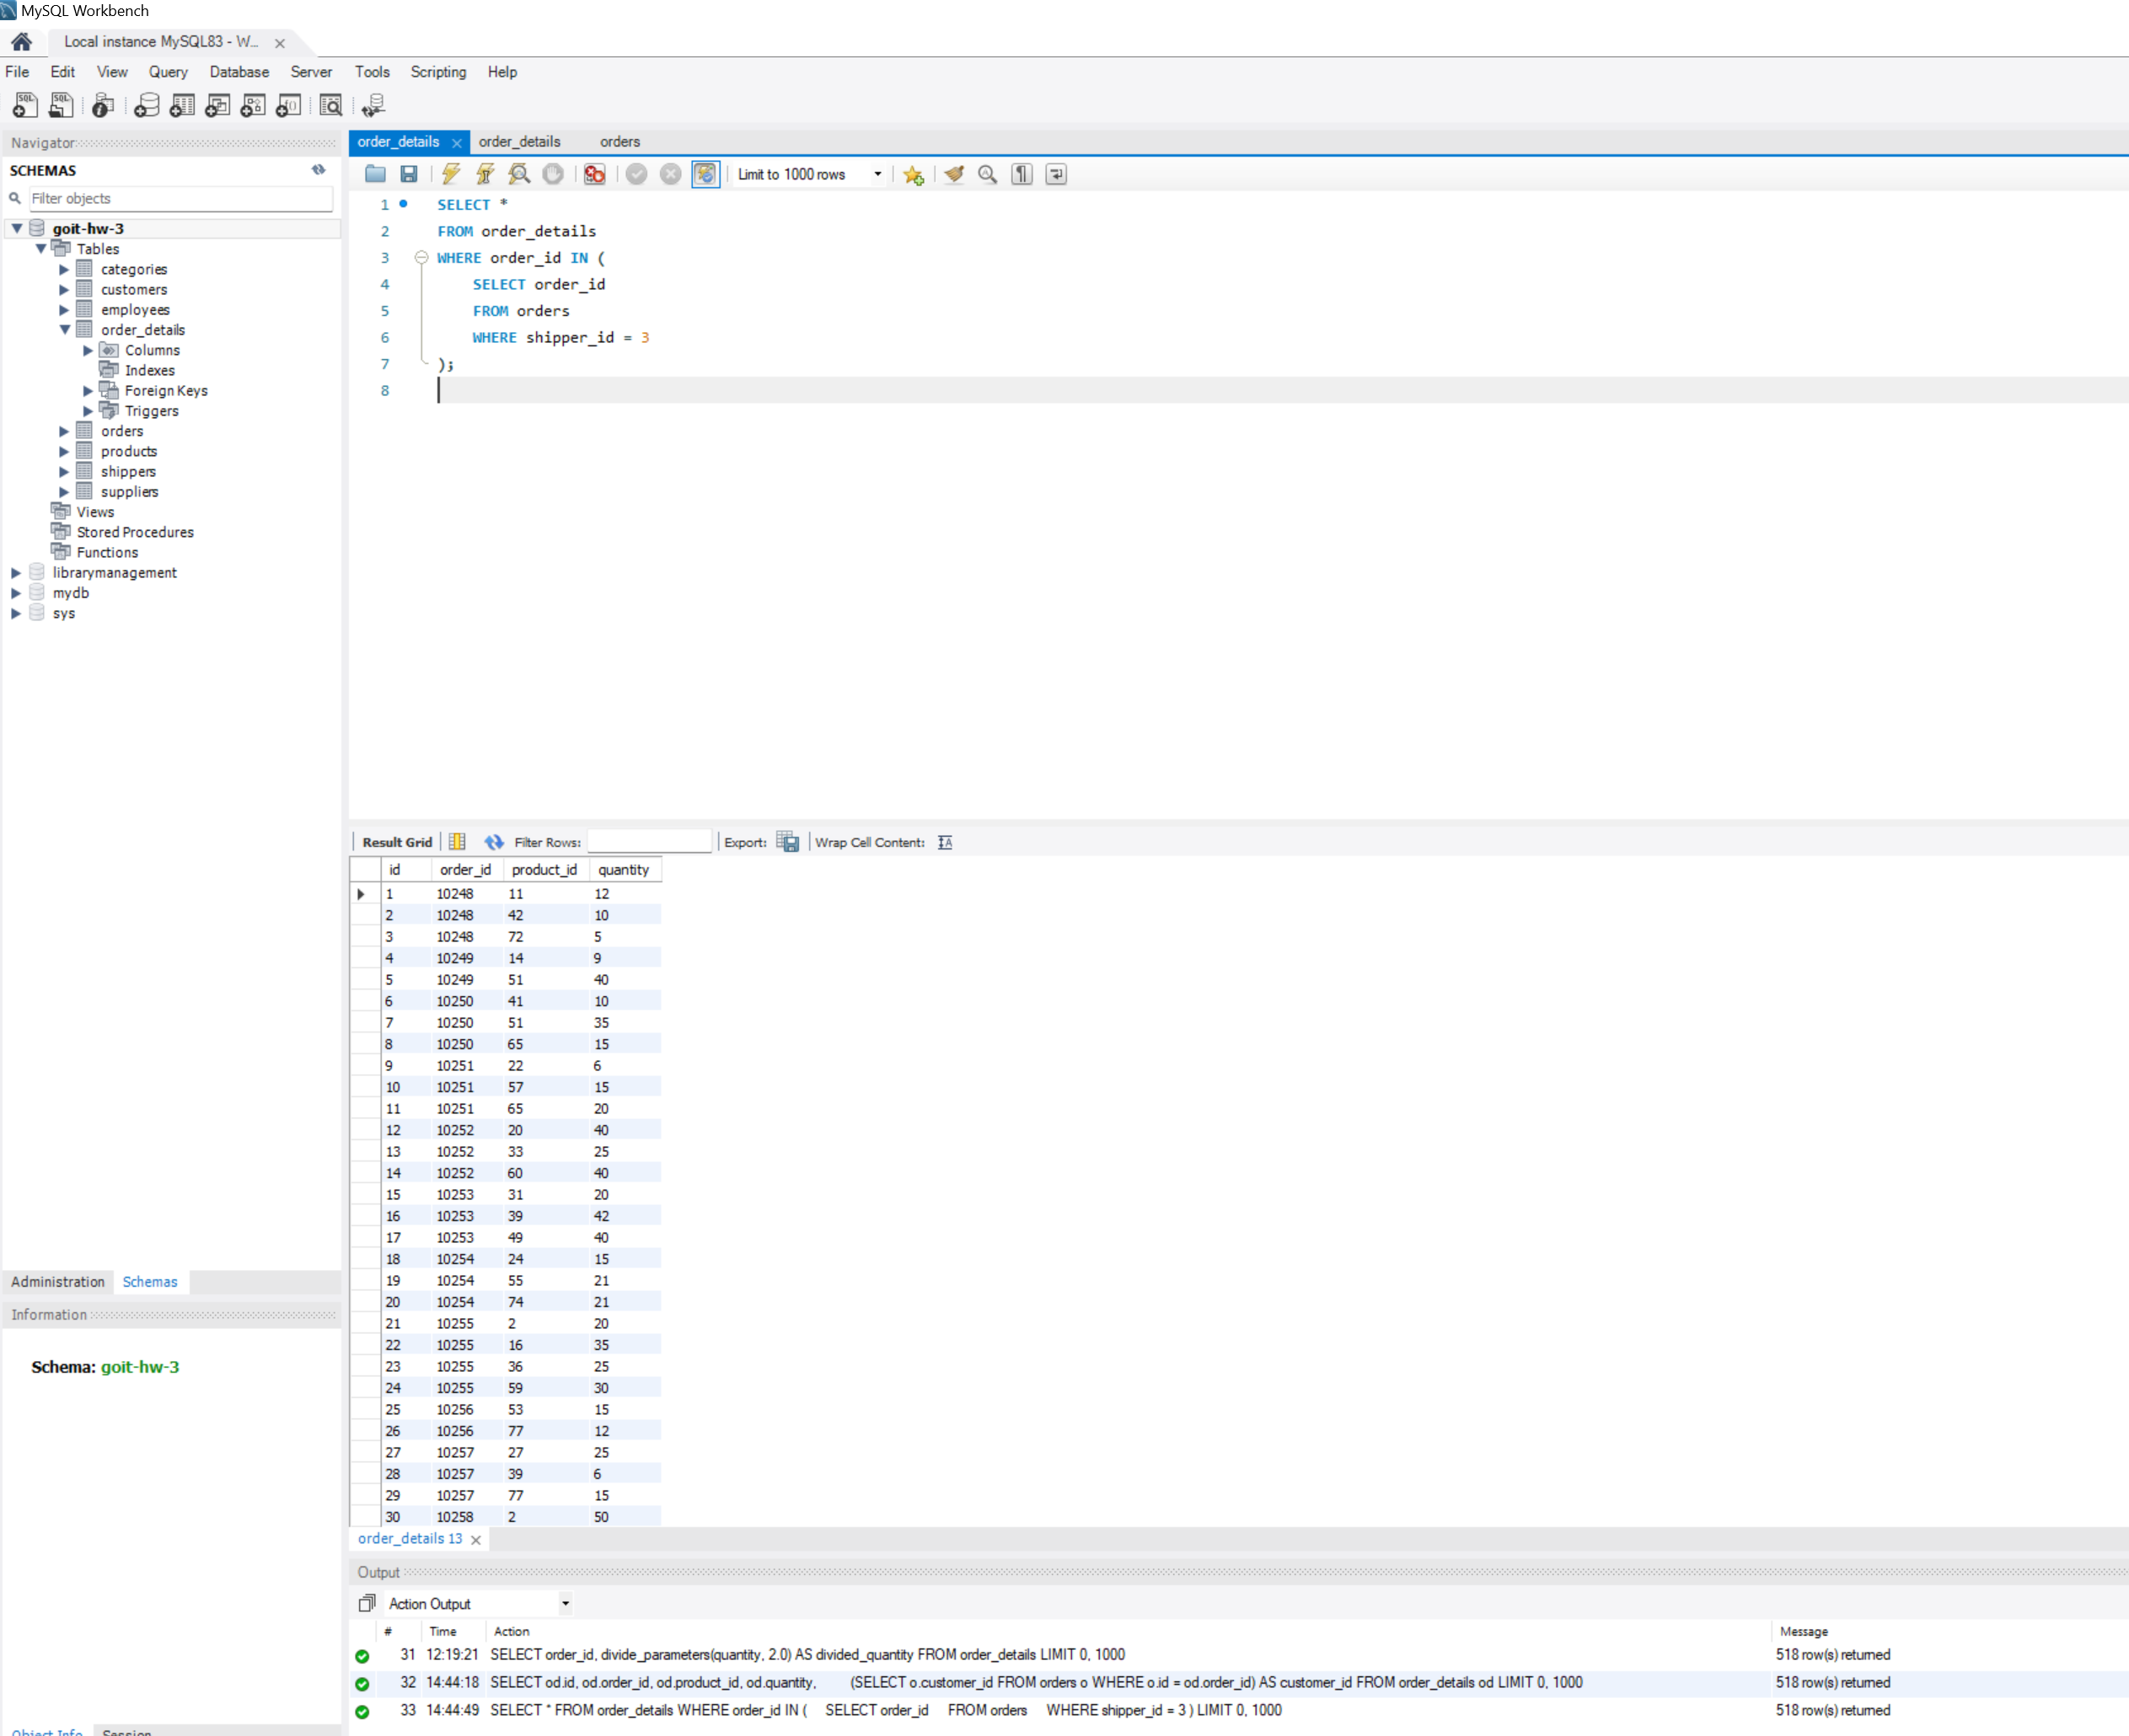 MySQL Workbench
Local instance MySQL83 - W...
File Edit View Query Database Server Tools Scripting Help
Navigator
SCHEMAS
Filter objects
goit-hw-3
Tables
categories
customers
employees
order_details
Columns
Indexes
Foreign Keys
Triggers
orders
products
shippers
suppliers
Views
Stored Procedures
Functions
librarymanagement
mydb
sys
Administration Schemas
Information
Schema: goit-hw-3
Object Info Session
order_details order_details orders
Limit to 1000 rows
1 SELECT *
2 FROM order_details
3 WHERE order_id IN (
4 SELECT order_id
5 FROM orders
6 WHERE shipper_id = 3
7 );
8
Result Grid Filter Rows: Export: Wrap Cell Content:
id order_id product_id quantity
1 10248 11 12
2 10248 42 10
3 10248 72 5
4 10249 14 9
5 10249 51 40
6 10250 41 10
7 10250 51 35
8 10250 65 15
9 10251 22 6
10 10251 57 15
11 10251 65 20
12 10252 20 40
13 10252 33 25
14 10252 60 40
15 10253 31 20
16 10253 39 42
17 10253 49 40
18 10254 24 15
19 10254 55 21
20 10254 74 21
21 10255 2 20
22 10255 16 35
23 10255 36 25
24 10255 59 30
25 10256 53 15
26 10256 77 12
27 10257 27 25
28 10257 39 6
29 10257 77 15
30 10258 2 50
order_details 13
Output
Action Output
# Time Action Message
31 12:19:21 SELECT order_id, divide_parameters(quantity, 2.0) AS divided_quantity FROM order_details LIMIT 0, 1000 518 row(s) returned
32 14:44:18 SELECT od.id, od.order_id, od.product_id, od.quantity, (SELECT o.customer_id FROM orders o WHERE o.id = od.order_id) AS customer_id FROM order_details od LIMIT 0, 1000 518 row(s) returned
33 14:44:49 SELECT * FROM order_details WHERE order_id IN ( SELECT order_id FROM orders WHERE shipper_id = 3 ) LIMIT 0, 1000 518 row(s) returned